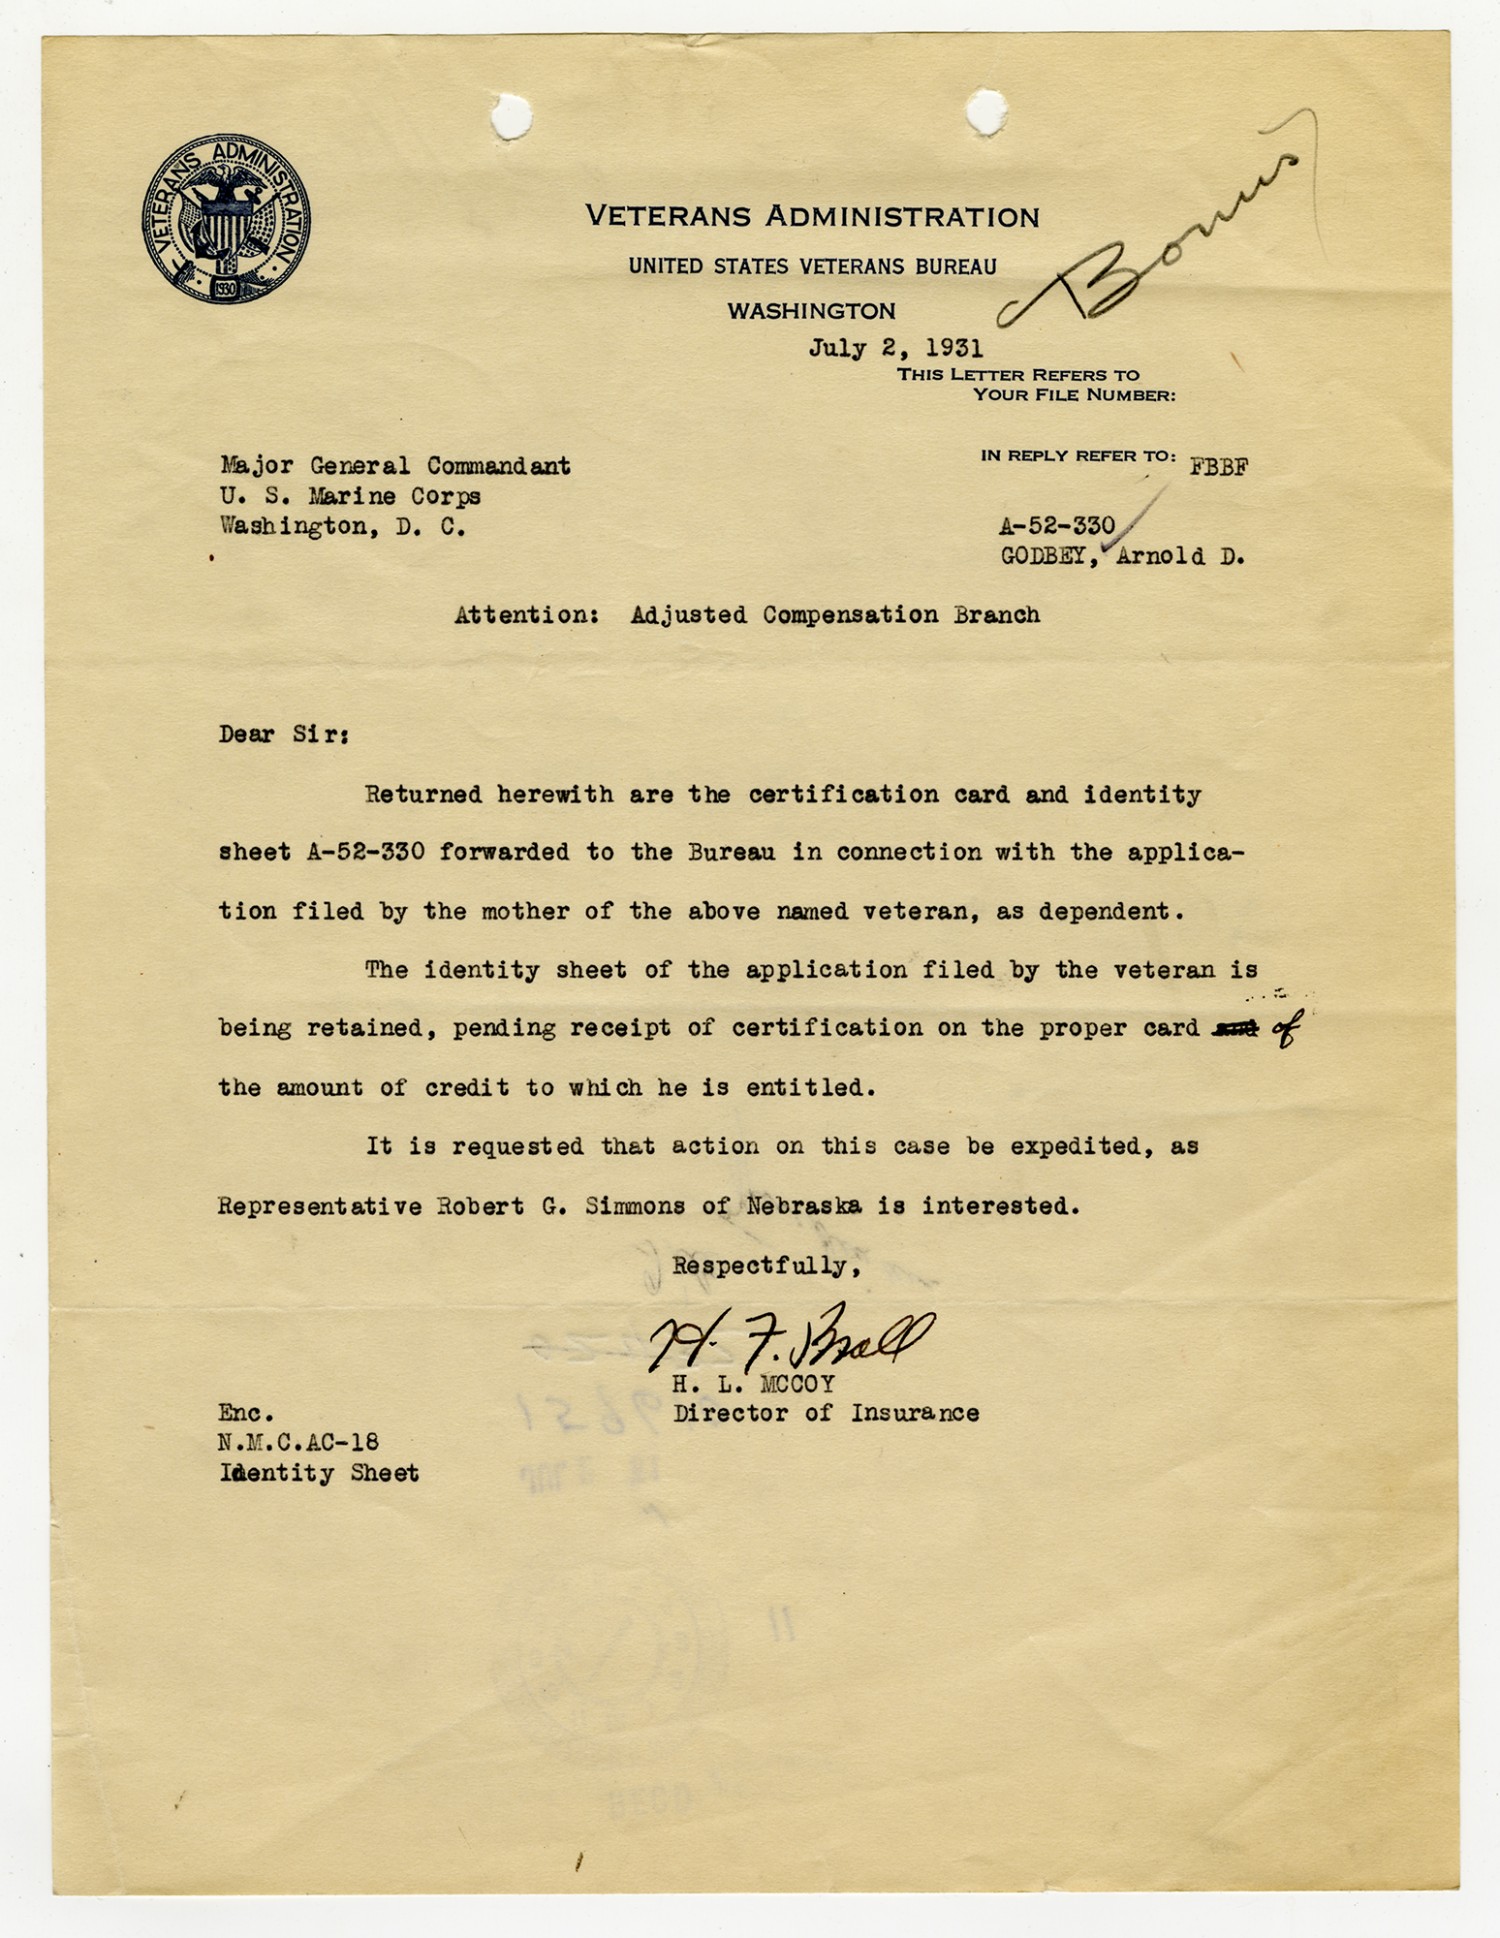 VETERANS ADMINISTRATION
1930
Bonus
VETERANS ADMINISTRATION
UNITED STATES VETERANS BUREAU
WASHINGTON
July 2, 1931
THIS LETTER REFERS TO
YOUR FILE NUMBER:
Major General Commandant
U. S. Marine Corps
Washington, D. C.
IN REPLY REFER TO: FBBF
A-52-330
GODBEY, Arnold D.
Attention: Adjusted Compensation Branch
Dear Sir:
Returned herewith are the certification card and identity
sheet A-52-330 forwarded to the Bureau in connection with the applica-
tion filed by the mother of the above named veteran, as dependent.
The identity sheet of the application filed by the veteran is
being retained, pending receipt of certification on the proper card of
the amount of credit to which he is entitled.
It is requested that action on this case be expedited, as
Representative Robert G. Simmons of Nebraska is interested.
Respectfully,
H. F.
H. L. MCCOY
Director of Insurance
Enc.
N.M.C.AC-18
Identity Sheet